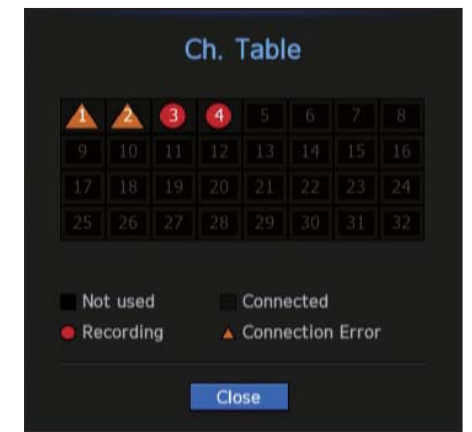 Ch. Table
1 2 3 4 5 6 7 8
9 10 11 12 13 14 15 16
17 18 19 20 21 22 23 24
25 26 27 28 29 30 31 32
Not used Connected
Recording Connection Error
Close